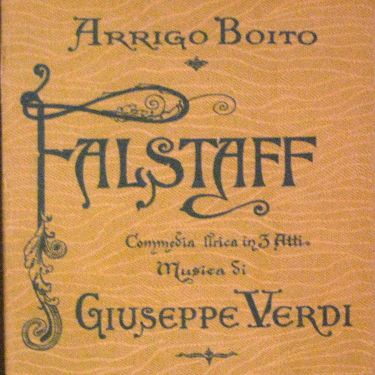 ARRIGO BOITO
FALSTAFF
Commedia lirica in 3 Atti.
Musica di
GIUSEPPE VERDI